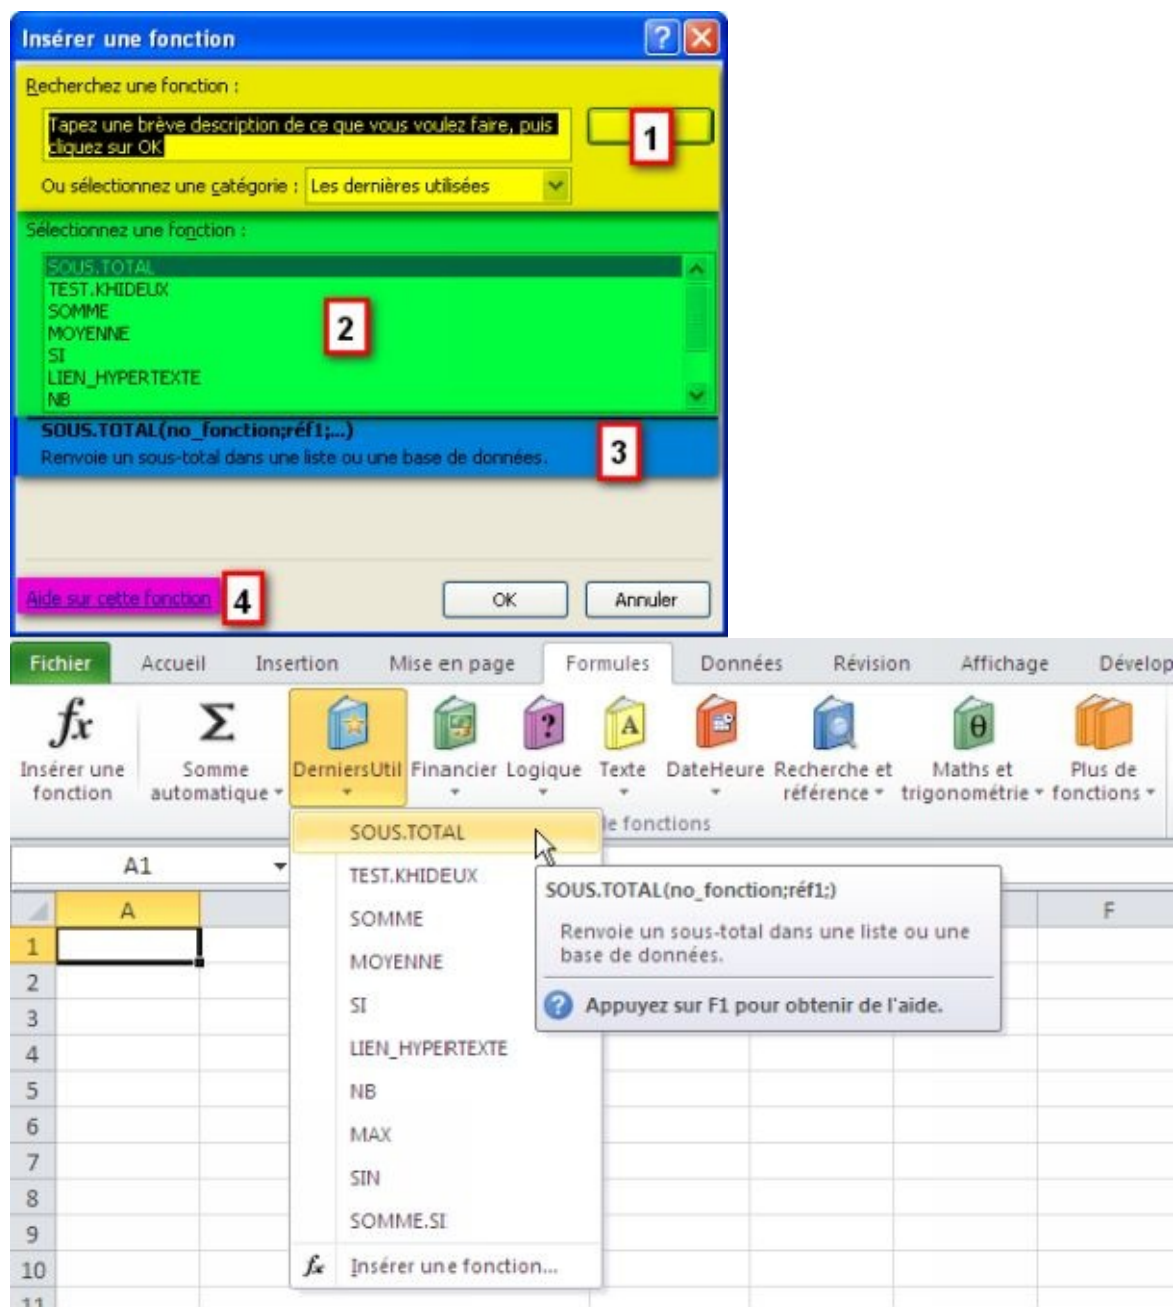 Insérer une fonction
Recherchez une fonction :
Tapez une brève description de ce que vous voulez faire, puis
cliquez sur OK
1
Ou sélectionnez une catégorie : Les dernières utilisées
Sélectionnez une fonction :
SOUS.TOTAL
TEST.KHIDEUX
SOMME
MOYENNE
SI
LIEN_HYPERTEXTE
NB
2
SOUS.TOTAL(no_fonction;réf1;...)
Renvoie un sous-total dans une liste ou une base de données.
3
Aide sur cette fonction
4
OK Annuler
Fichier Accueil Insertion Mise en page Formules Données Révision Affichage Dévelop
fx Σ ? A θ
Insérer une fonction
Somme automatique
DerniersUtil
Financier
Logique
Texte
DateHeure
Recherche et référence
Maths et trigonométrie
Plus de fonctions
le fonctions
A1
A F
1
2
3
4
5
6
7
8
9
10
11
SOUS.TOTAL
TEST.KHIDEUX
SOMME
MOYENNE
SI
LIEN_HYPERTEXTE
NB
MAX
SIN
SOMME.SI
fx Insérer une fonction...
SOUS.TOTAL(no_fonction;réf1;)
Renvoie un sous-total dans une liste ou une
base de données.
? Appuyez sur F1 pour obtenir de l'aide.